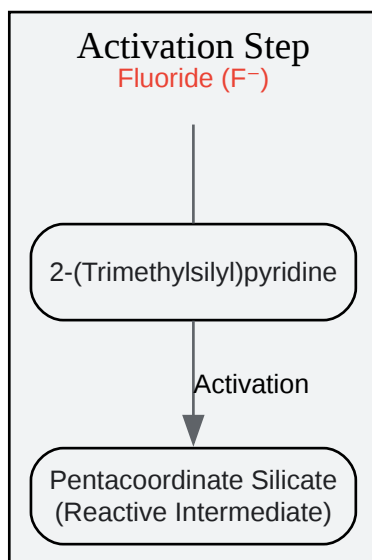 Activation Step
Fluoride (F⁻)
2-(Trimethylsilyl)pyridine
Activation
Pentacoordinate Silicate
(Reactive Intermediate)